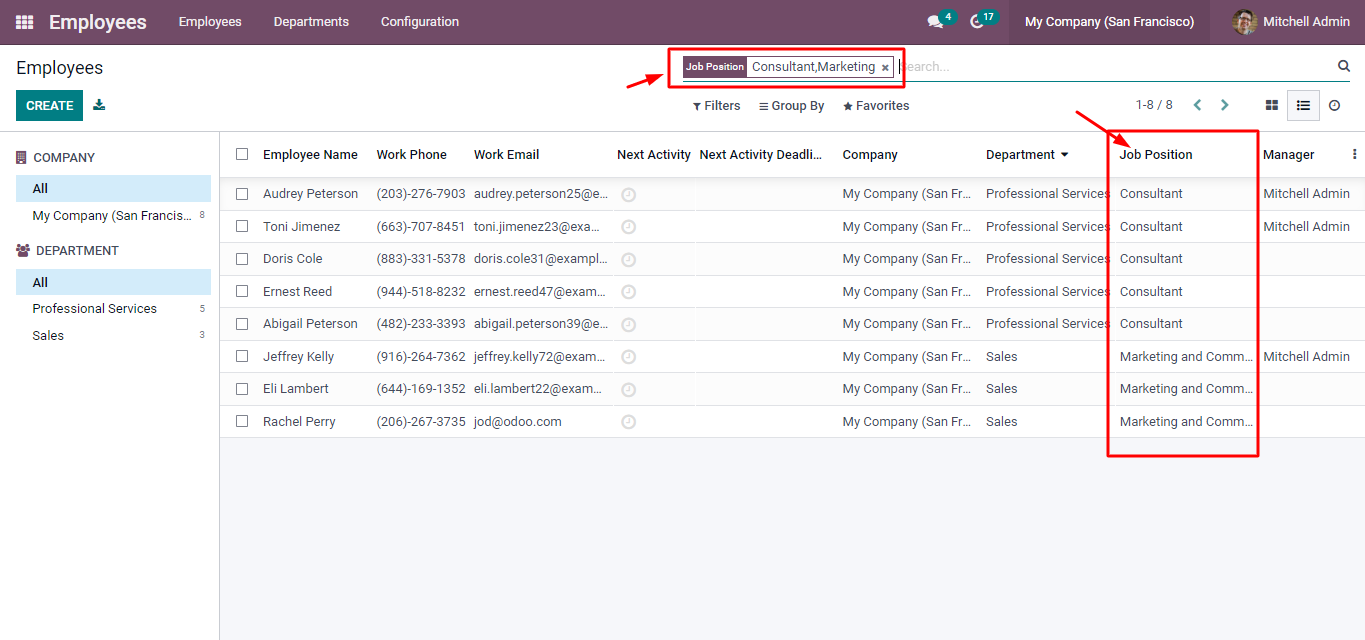 Employees Employees Departments Configuration 4 17 My Company (San Francisco) Mitchell Admin
Employees Job Position Consultant,Marketing × Search...
CREATE Filters Group By Favorites 1-8 / 8
COMPANY
All
My Company (San Francis... 8
DEPARTMENT
All
Professional Services 5
Sales 3
Employee Name Work Phone Work Email Next Activity Next Activity Deadli... Company Department Job Position Manager
Audrey Peterson (203)-276-7903 audrey.peterson25@e... My Company (San Fr... Professional Services Consultant Mitchell Admin
Toni Jimenez (663)-707-8451 toni.jimenez23@exa... My Company (San Fr... Professional Services Consultant Mitchell Admin
Doris Cole (883)-331-5378 doris.cole31@exampl... My Company (San Fr... Professional Services Consultant
Ernest Reed (944)-518-8232 ernest.reed47@exam... My Company (San Fr... Professional Services Consultant
Abigail Peterson (482)-233-3393 abigail.peterson39@e... My Company (San Fr... Professional Services Consultant
Jeffrey Kelly (916)-264-7362 jeffrey.kelly72@exam... My Company (San Fr... Sales Marketing and Comm... Mitchell Admin
Eli Lambert (644)-169-1352 eli.lambert22@exam... My Company (San Fr... Sales Marketing and Comm...
Rachel Perry (206)-267-3735 jod@odoo.com My Company (San Fr... Sales Marketing and Comm...